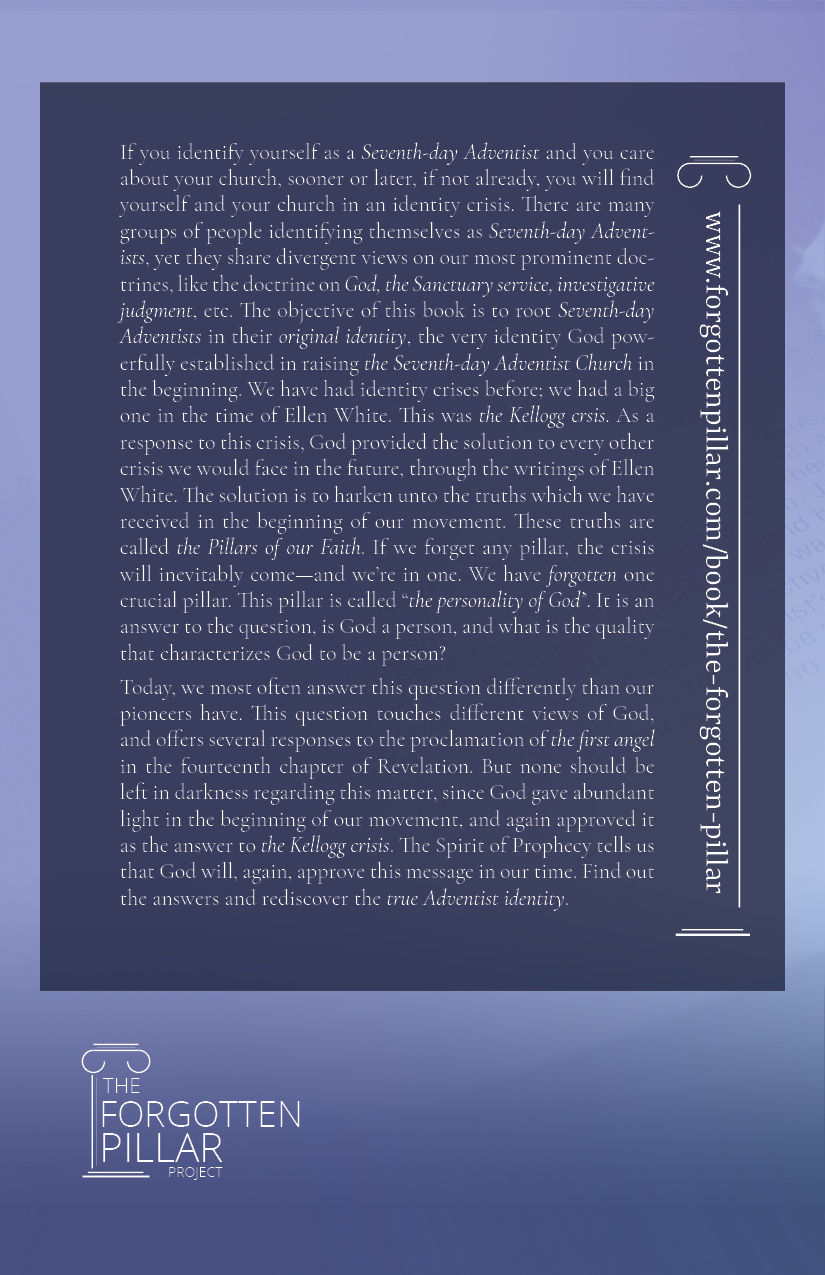 If you identify yourself as a Seventh-day Adventist and you care
about your church, sooner or later, if not already, you will find
yourself and your church in an identity crisis. There are many
groups of people identifying themselves as Seventh-day Advent-
ists, yet they share divergent views on our most prominent doc-
trines, like the doctrine on God, the Sanctuary service, investigative
judgment, etc. The objective of this book is to root Seventh-day
Adventists in their original identity, the very identity God pow-
erfully established in raising the Seventh-day Adventist Church in
the beginning. We have had identity crises before; we had a big
one in the time of Ellen White. This was the Kellogg crsis. As a
response to this crisis, God provided the solution to every other
crisis we would face in the future, through the writings of Ellen
White. The solution is to harken unto the truths which we have
received in the beginning of our movement. These truths are
called the Pillars of our Faith. If we forget any pillar, the crisis
will inevitably come—and we're in one. We have forgotten one
crucial pillar. This pillar is called “the personality of God”. It is an
answer to the question, is God a person, and what is the quality
that characterizes God to be a person?
Today, we most often answer this question differently than our
pioneers have. This question touches different views of God,
and offers several responses to the proclamation of the first angel
in the fourteenth chapter of Revelation. But none should be
left in darkness regarding this matter, since God gave abundant
light in the beginning of our movement, and again approved it
as the answer to the Kellogg crisis. The Spirit of Prophecy tells us
that God will, again, approve this message in our time. Find out
the answers and rediscover the true Adventist identity.
www.forgottenpillar.com/book/the-forgotten-pillar
THE
FORGOTTEN
PILLAR
PROJECT